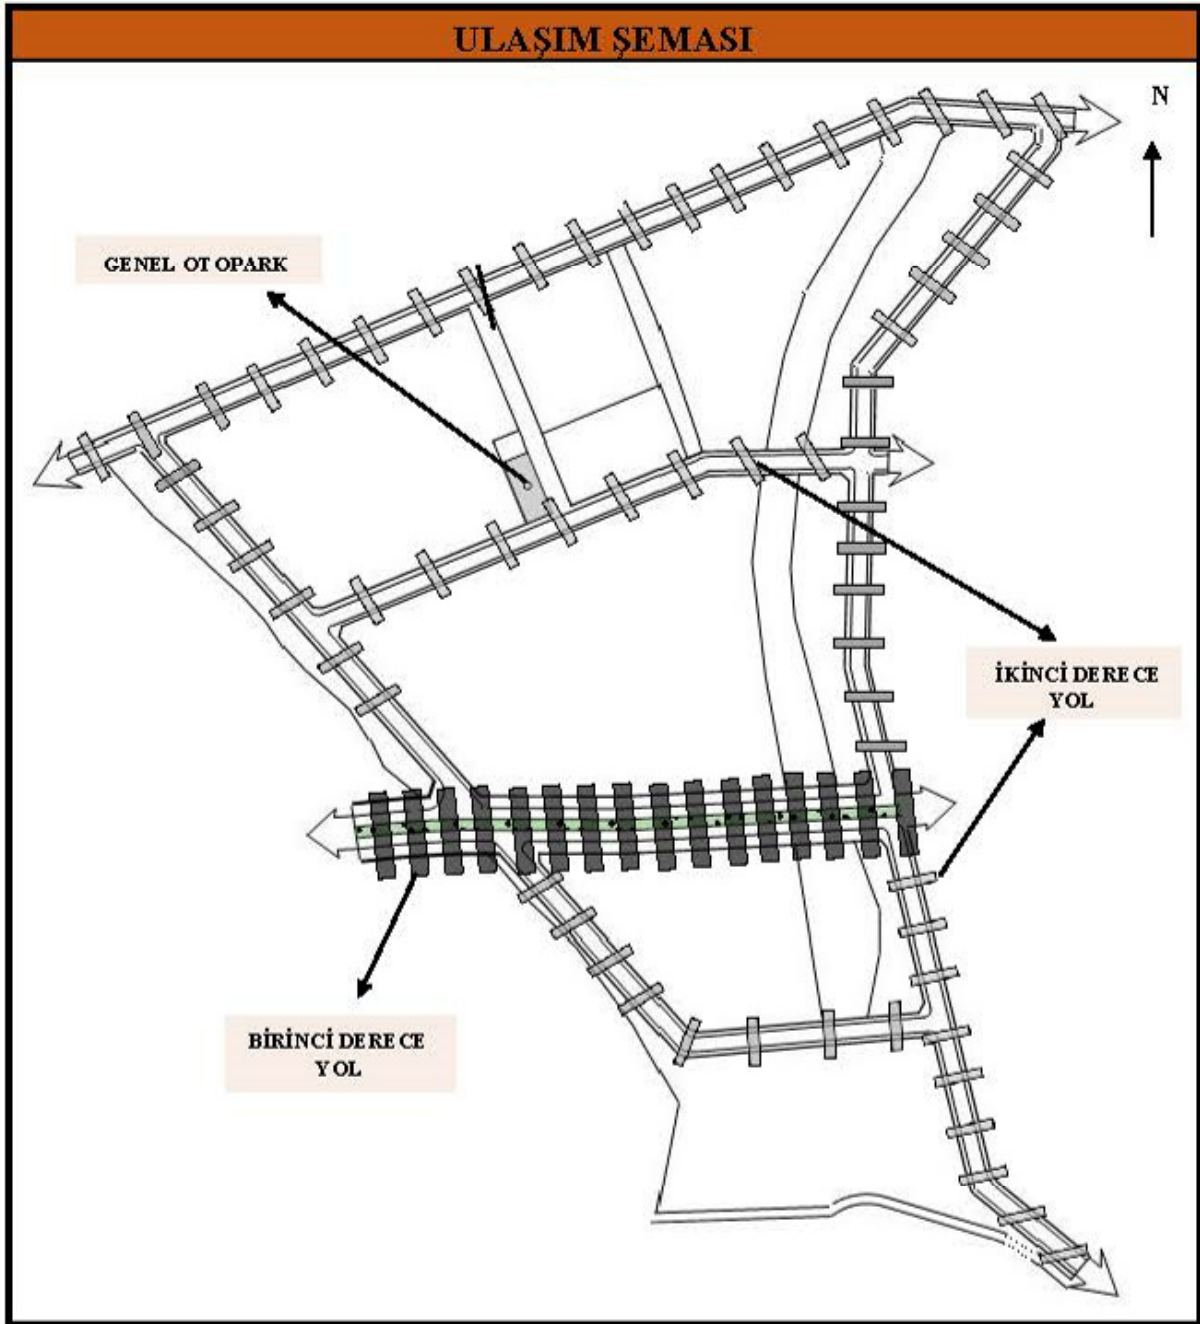 ULAŞIM ŞEMASI
N
GENEL OTOPARK
İKİNCİ DERECE
YOL
BİRİNCİ DERECE
YOL